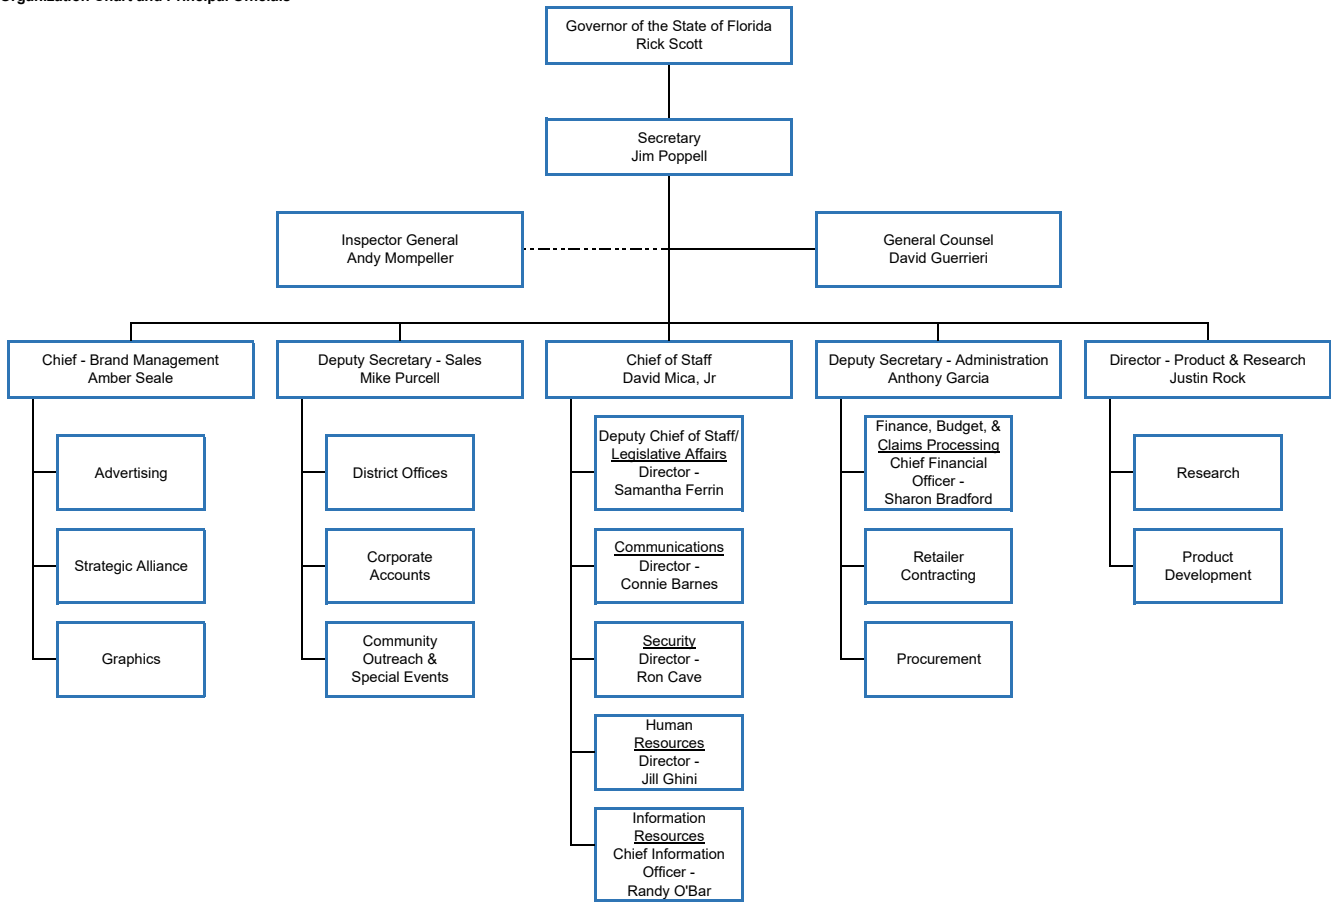 Organization Chart and Principal Officials
Governor of the State of Florida
Rick Scott
Secretary
Jim Poppell
Inspector General
Andy Mompeller
General Counsel
David Guerrieri
Chief - Brand Management
Amber Seale
Deputy Secretary - Sales
Mike Purcell
Chief of Staff
David Mica, Jr
Deputy Secretary - Administration
Anthony Garcia
Director - Product & Research
Justin Rock
Advertising
Strategic Alliance
Graphics
District Offices
Corporate
Accounts
Community
Outreach &
Special Events
Deputy Chief of Staff/
Legislative Affairs
Director -
Samantha Ferrin
Communications
Director -
Connie Barnes
Security
Director -
Ron Cave
Human
Resources
Director -
Jill Ghini
Information
Resources
Chief Information
Officer -
Randy O'Bar
Finance, Budget, &
Claims Processing
Chief Financial
Officer -
Sharon Bradford
Retailer
Contracting
Procurement
Research
Product
Development